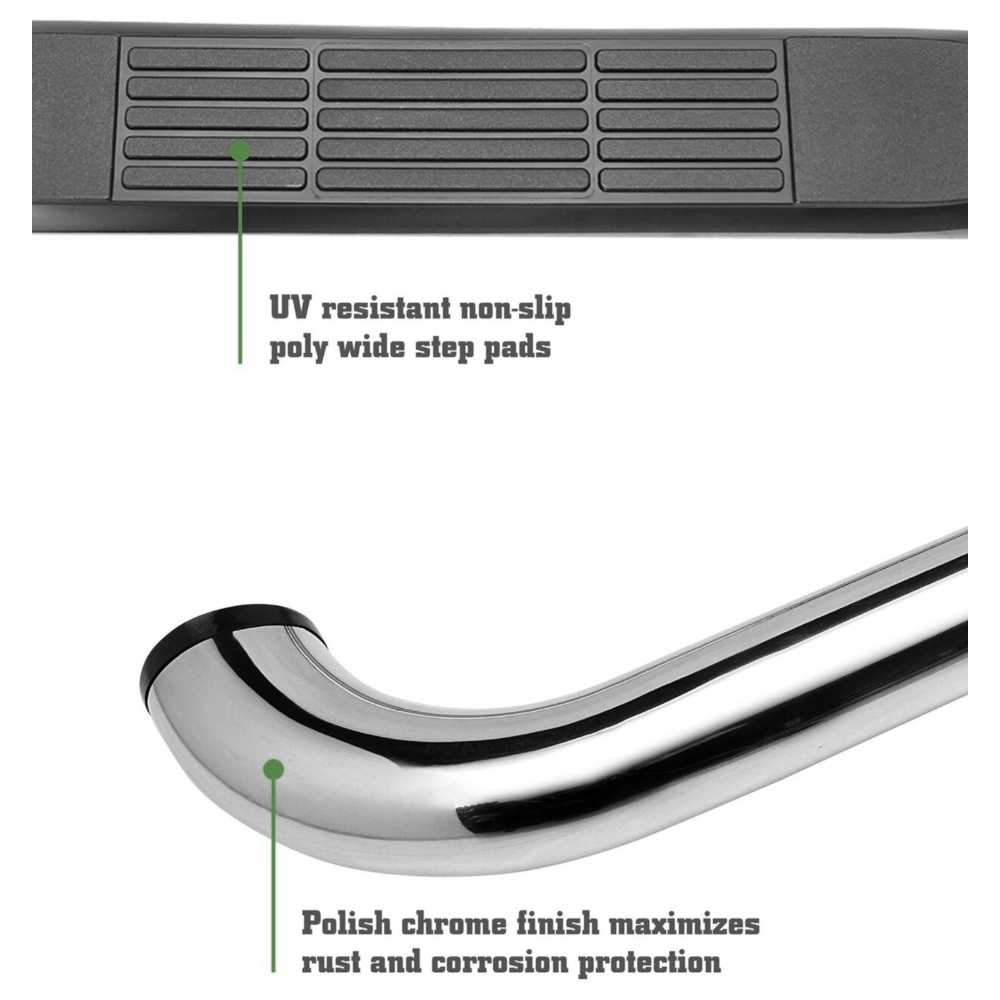 UV resistant non-slip
poly wide step pads
Polish chrome finish maximizes
rust and corrosion protection